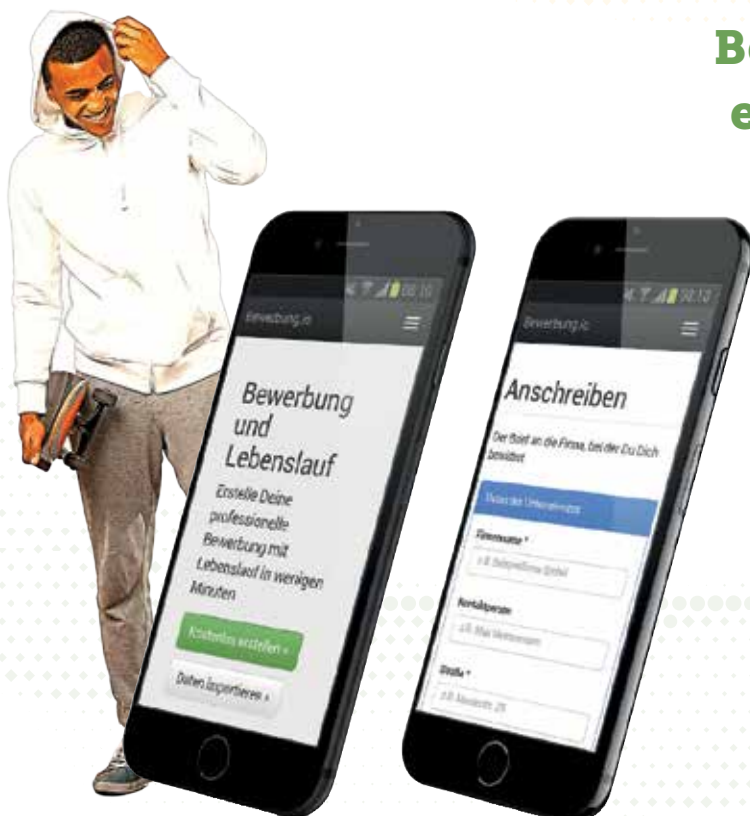 Be
e
08:10
Bewerbung.io
Bewerbung
und
Lebenslauf
Erstelle Deine
professionelle
Bewerbung mit
Lebenslauf in wenigen
Minuten
Kostenlos erstellen »
Daten importieren »
Bewerbung.io
Anschreiben
Der Brief an die Firma, bei der Du Dich
bewirbst
Daten des Unternehmens
Firmenname *
z.B. Beispielfirma GmbH
Kontaktperson
z.B. Max Mustermann
Straße *